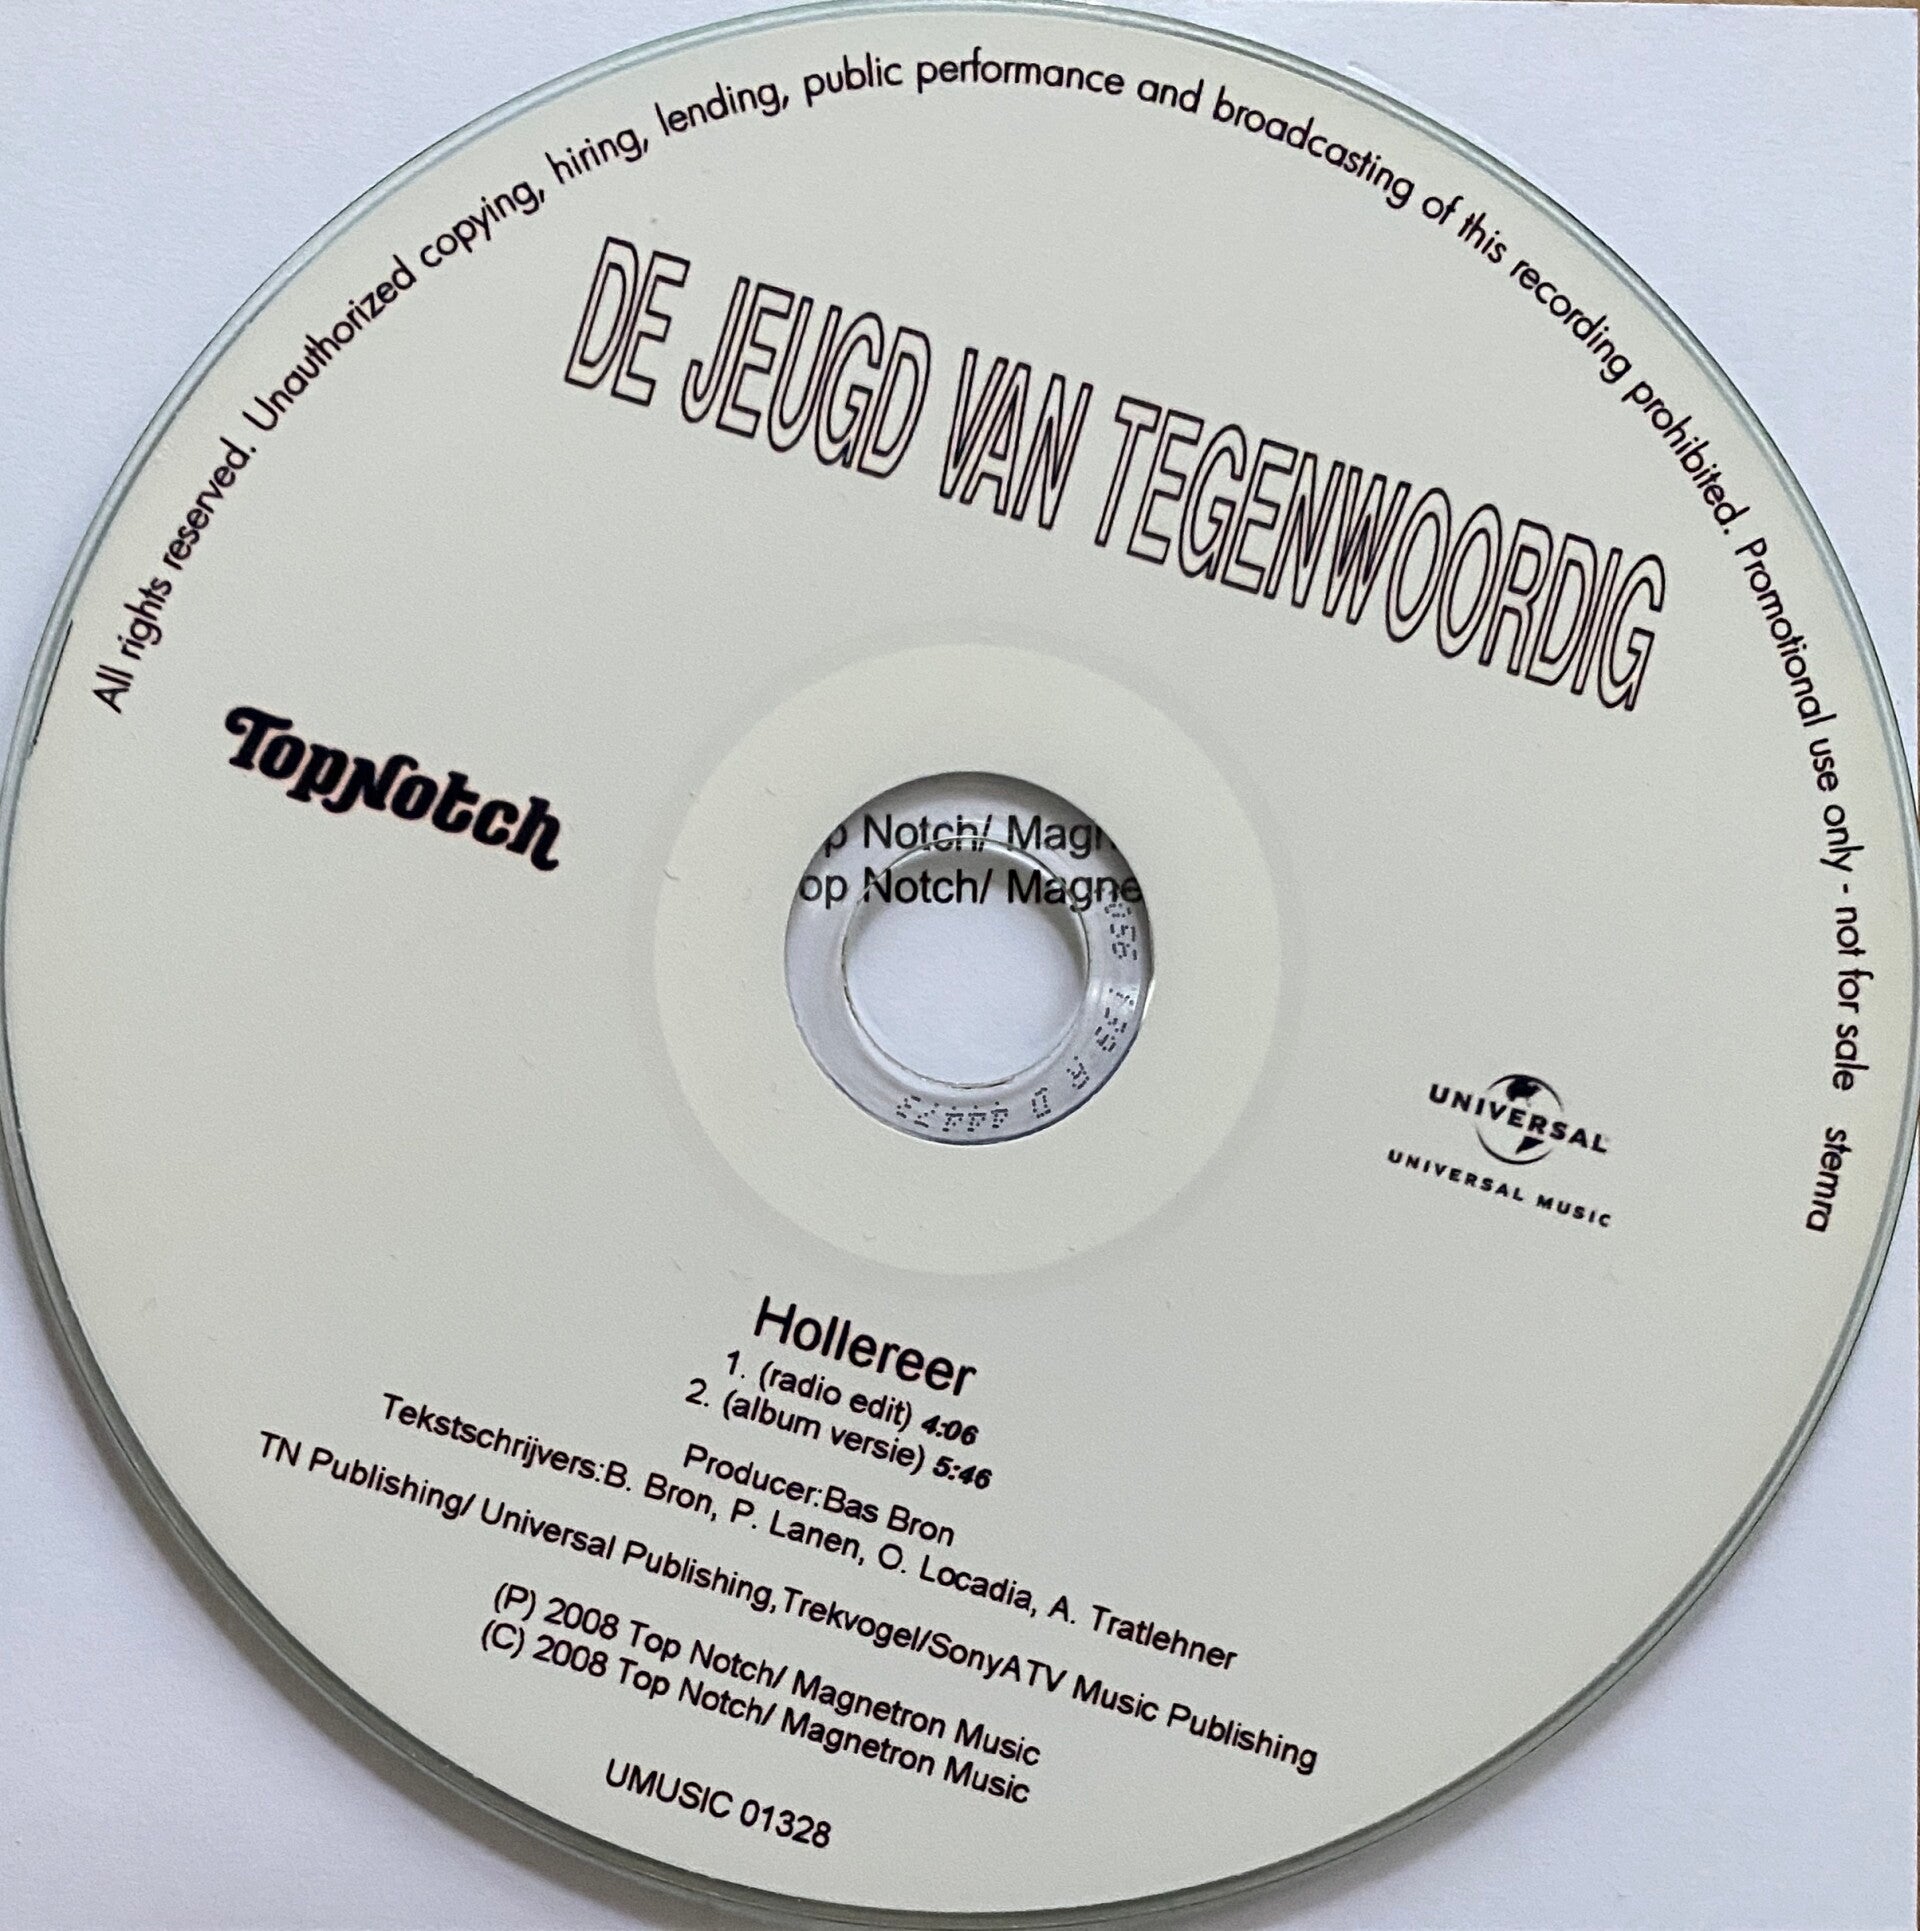 All rights reserved. Unauthorized copying, hiring, lending, public performance and broadcasting of this recording prohibited. Promotional use only - not for sale stemra
DE JEUGD VAN TEGENWOORDIG
TopNotch
p Notch/ Mag
op Notch/ Magne
UNIVERSAL
UNIVERSAL MUSIC
Hollereer
1. (radio edit) 4:06
2. (album versie) 5:46
Producer:Bas Bron
Tekstschrijvers:B. Bron, P. Lanen, O. Locadia, A. Tratlehner
TN Publishing/ Universal Publishing,Trekvogel/SonyATV Music Publishing
(P) 2008 Top Notch/ Magnetron Music
(C) 2008 Top Notch/ Magnetron Music
UMUSIC 01328